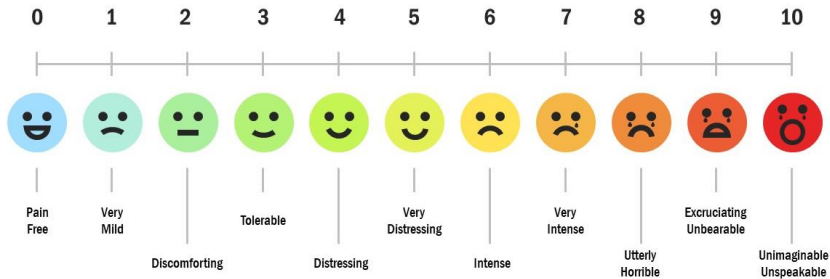 0 1 2 3 4 5 6 7 8 9 10
Pain
Free
Very
Mild
Discomforting
Tolerable
Distressing
Very
Distressing
Intense
Very
Intense
Utterly
Horrible
Excruciating
Unbearable
Unimaginable
Unspeakable